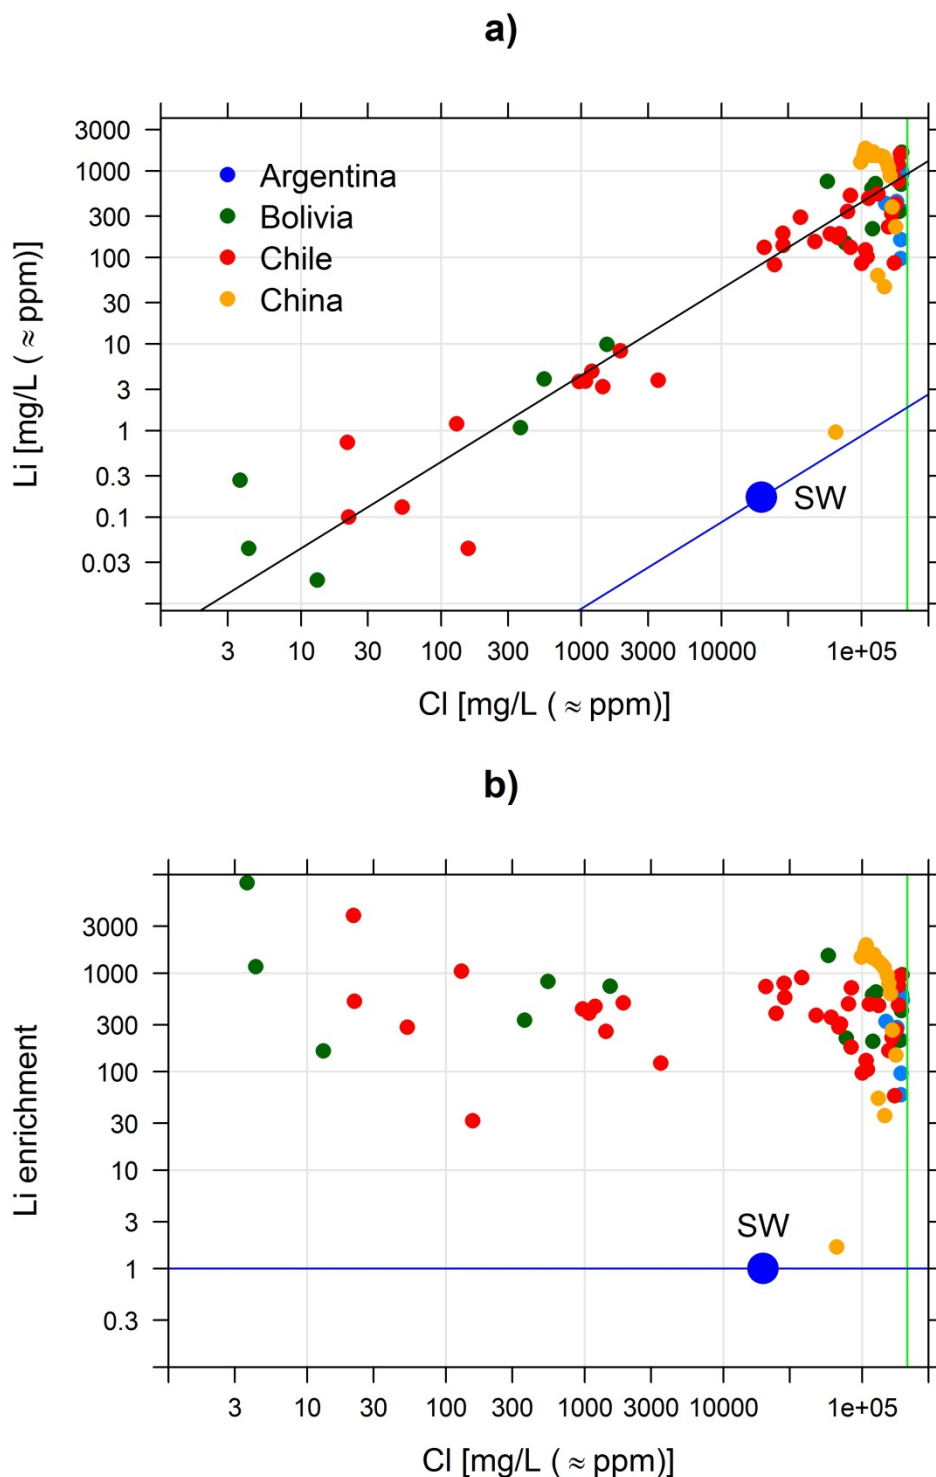 a)
3000
1000
300
100
30
10
3
1
0.3
0.1
0.03
Li [mg/L ( ≈ ppm)]
Argentina
Bolivia
Chile
China
SW
3 10 30 100 300 1000 3000 10000 1e+05
Cl [mg/L ( ≈ ppm)]
b)
3000
1000
300
100
30
10
3
1
0.3
Li enrichment
SW
3 10 30 100 300 1000 3000 10000 1e+05
Cl [mg/L ( ≈ ppm)]